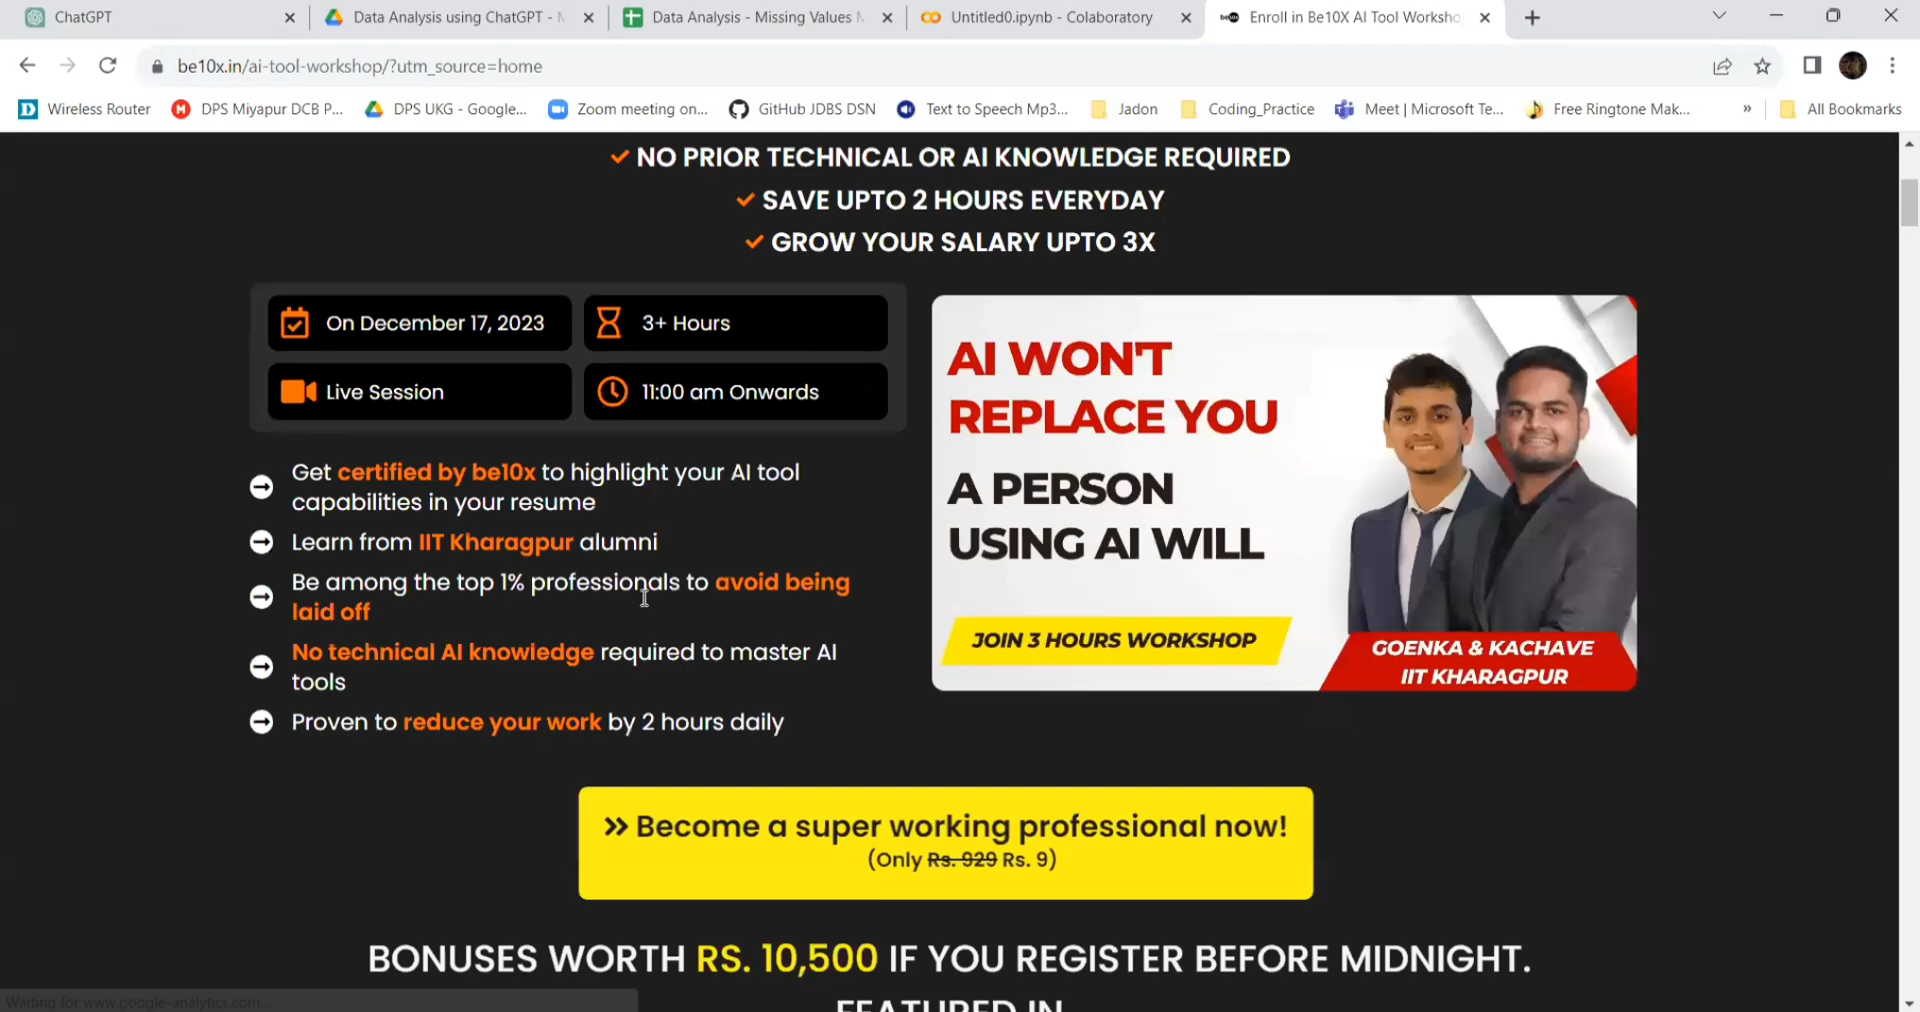 ChatGPT
Data Analysis using ChatGPT -
Data Analysis - Missing Values
Untitled0.ipynb - Colaboratory
Enroll in Be10X AI Tool Worksho
be10x.in/ai-tool-workshop/?utm_source=home
Wireless Router
DPS Miyapur DCB P...
DPS UKG - Google...
Zoom meeting on...
GitHub JDBS DSN
Text to Speech Mp3...
Jadon
Coding_Practice
Meet | Microsoft Te...
Free Ringtone Mak...
»
All Bookmarks
NO PRIOR TECHNICAL OR AI KNOWLEDGE REQUIRED
SAVE UPTO 2 HOURS EVERYDAY
GROW YOUR SALARY UPTO 3X
On December 17, 2023
3+ Hours
Live Session
11:00 am Onwards
Get certified by be10x to highlight your AI tool
capabilities in your resume
Learn from IIT Kharagpur alumni
Be among the top 1% professionals to avoid being
laid off
No technical AI knowledge required to master AI
tools
Proven to reduce your work by 2 hours daily
AI WON'T
REPLACE YOU
A PERSON
USING AI WILL
JOIN 3 HOURS WORKSHOP
GOENKA & KACHAVE
IIT KHARAGPUR
» Become a super working professional now!
(Only Rs. 929 Rs. 9)
BONUSES WORTH RS. 10,500 IF YOU REGISTER BEFORE MIDNIGHT.
FEATURED IN
Waiting for www.google-analytics.com...